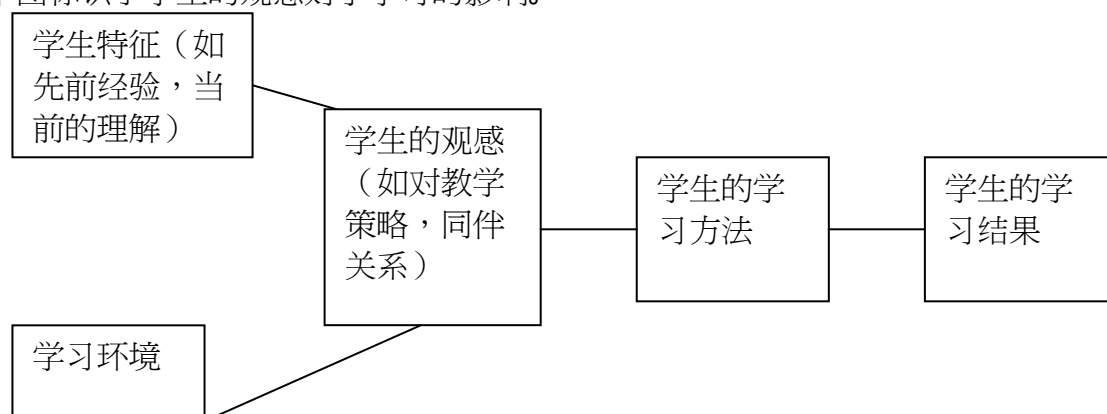 学生特征（如
先前经验，当
前的理解）
学生的观感
（如对教学
策略，同伴
关系）
学生的学
习方法
学生的学
习结果
学习环境